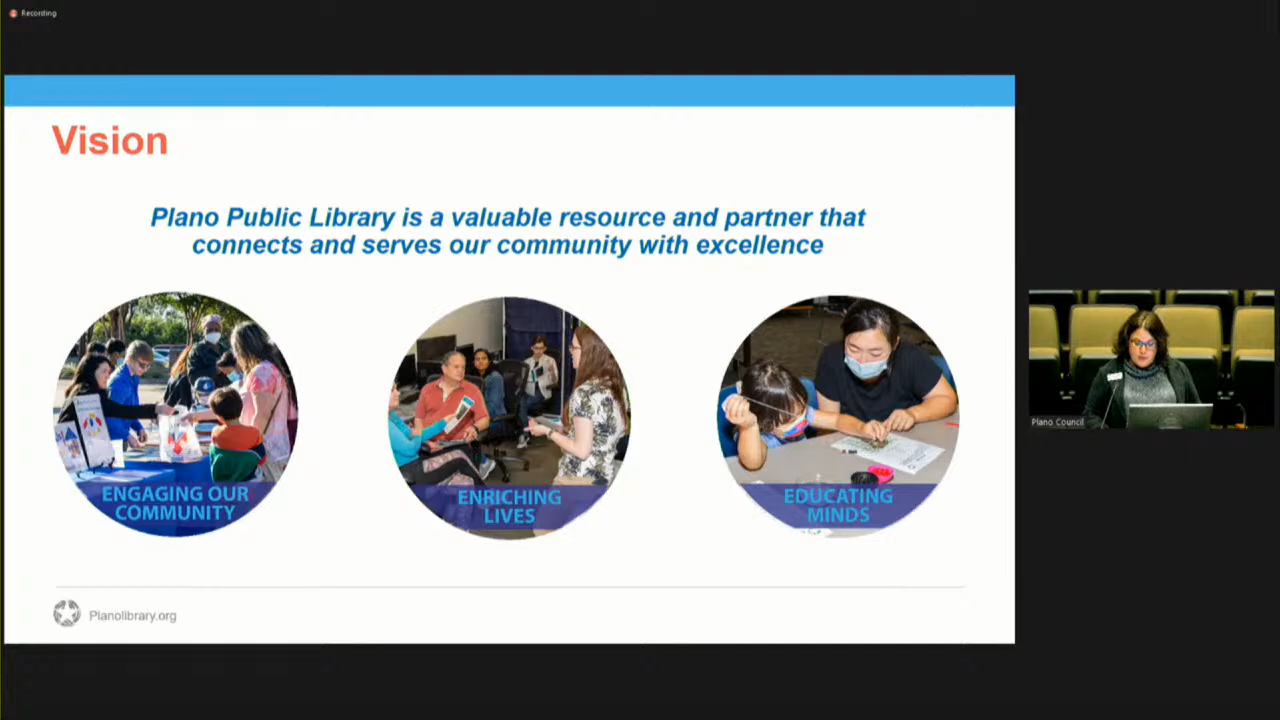 Recording
Vision
Plano Public Library is a valuable resource and partner that
connects and serves our community with excellence
ENGAGING OUR
COMMUNITY
ENRICHING
LIVES
EDUCATING
MINDS
Plano Council
Planolibrary.org